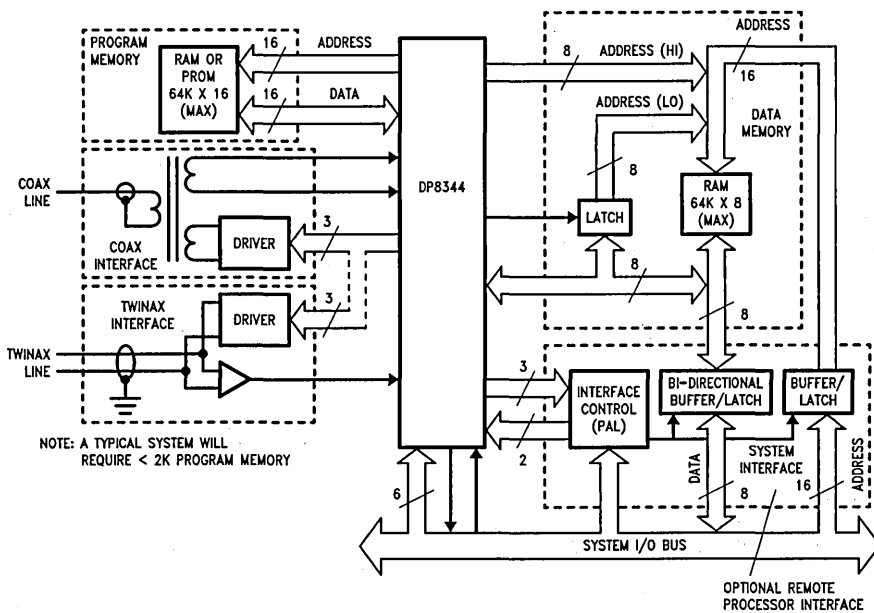 PROGRAM
MEMORY
RAM OR
PROM
64K X 16
(MAX)
16
ADDRESS
16
DATA
COAX
LINE
COAX
INTERFACE
DRIVER
3
TWINAX
INTERFACE
DRIVER
3
TWINAX
LINE
NOTE: A TYPICAL SYSTEM WILL
REQUIRE < 2K PROGRAM MEMORY
DP8344
8
ADDRESS (HI)
ADDRESS (LO)
8
LATCH
8
ADDRESS
16
DATA
MEMORY
RAM
64K X 8
(MAX)
8
3
2
INTERFACE
CONTROL
(PAL)
BI-DIRECTIONAL
BUFFER/LATCH
BUFFER/
LATCH
SYSTEM
INTERFACE
DATA
8
16
ADDRESS
6
SYSTEM I/O BUS
OPTIONAL REMOTE
PROCESSOR INTERFACE